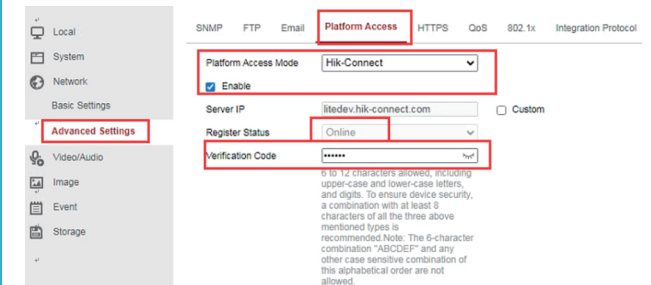 Local
System
Network
Basic Settings
Advanced Settings
Video/Audio
Image
Event
Storage
SNMP FTP Email Platform Access HTTPS QoS 802.1x Integration Protocol
Platform Access Mode Hik-Connect
Enable
Server IP litedev.hik-connect.com Custom
Register Status Online
Verification Code ••••••
6 to 12 characters allowed, including
upper-case and lower-case letters,
and digits. To ensure device security,
a combination with at least 8
characters of all the three above
mentioned types is
recommended.Note: The 6-character
combination "ABCDEF" and any
other case sensitive combination of
this alphabetical order are not
allowed.